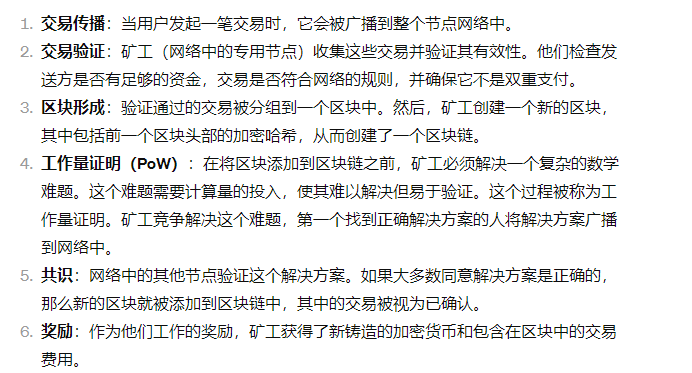 1. 交易传播：当用户发起一笔交易时，它会被广播到整个节点网络中。
2. 交易验证：矿工（网络中的专用节点）收集这些交易并验证其有效性。他们检查发
送方是否有足够的资金，交易是否符合网络的规则，并确保它不是双重支付。
3. 区块形成：验证通过的交易被分组到一个区块中。然后，矿工创建一个新的区块，
其中包括前一个区块头部的加密哈希，从而创建了一个区块链。
4. 工作量证明（PoW）：在将区块添加到区块链之前，矿工必须解决一个复杂的数学
难题。这个难题需要计算量的投入，使其难以解决但易于验证。这个过程被称为工
作量证明。矿工竞争解决这个难题，第一个找到正确解决方案的人将解决方案广播
到网络中。
5. 共识：网络中的其他节点验证这个解决方案。如果大多数同意解决方案是正确的，
那么新的区块就被添加到区块链中，其中的交易被视为已确认。
6. 奖励：作为他们工作的奖励，矿工获得了新铸造的加密货币和包含在区块中的交易
费用。